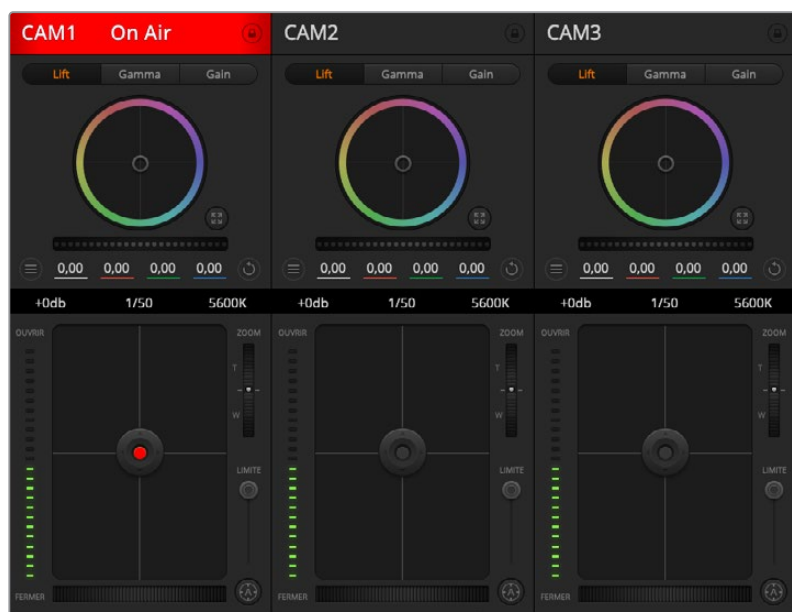 CAM1 On Air CAM2 CAM3
Lift Gamma Gain Lift Gamma Gain Lift Gamma Gain
0,00 0,00 0,00 0,00 0,00 0,00 0,00 0,00 0,00 0,00 0,00 0,00
+0db 1/50 5600K +0db 1/50 5600K +0db 1/50 5600K
OUVRIR ZOOM OUVRIR ZOOM OUVRIR ZOOM
T T T
W W W
LIMITE LIMITE LIMITE
FERMER A FERMER A FERMER A